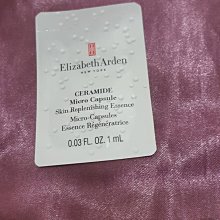 Elizabeth Arden
NEW YORK
CERAMIDE
Micro Capsule
Skin Replenishing Essence
Micro-Capsules
Essence Régénératrice
0.03 FL. OZ. 1 mL